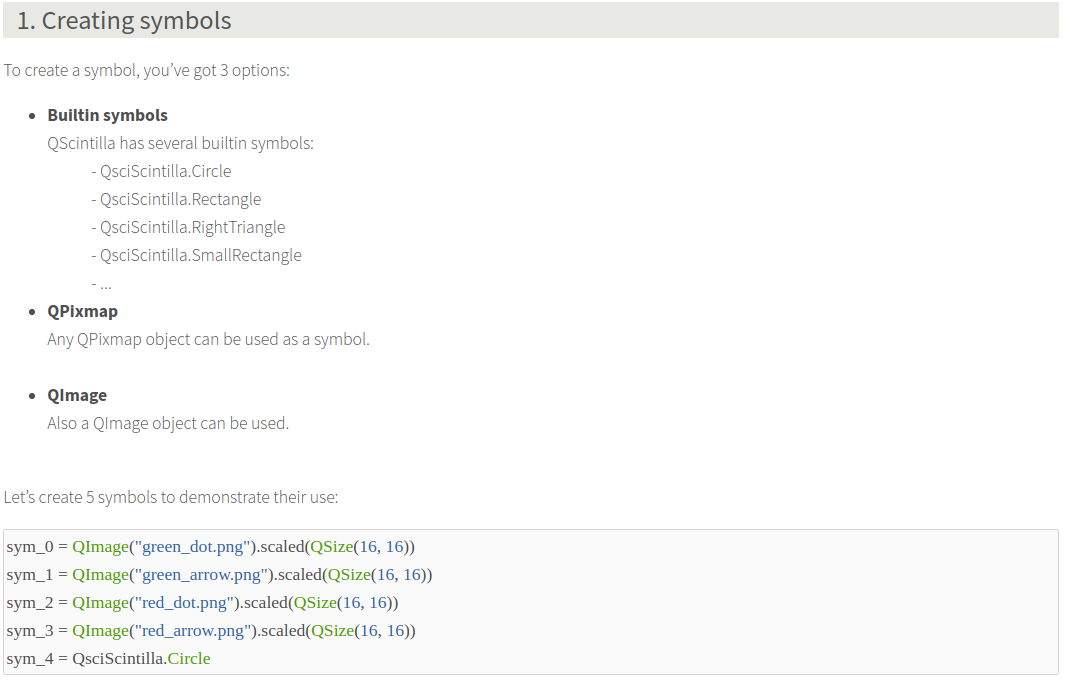 1. Creating symbols
To create a symbol, you’ve got 3 options:
• Builtin symbols
QScintilla has several builtin symbols:
- QsciScintilla.Circle
- QsciScintilla.Rectangle
- QsciScintilla.RightTriangle
- QsciScintilla.SmallRectangle
- ...
• QPixmap
Any QPixmap object can be used as a symbol.
• QImage
Also a QImage object can be used.
Let’s create 5 symbols to demonstrate their use:
sym_0 = QImage("green_dot.png").scaled(QSize(16, 16))
sym_1 = QImage("green_arrow.png").scaled(QSize(16, 16))
sym_2 = QImage("red_dot.png").scaled(QSize(16, 16))
sym_3 = QImage("red_arrow.png").scaled(QSize(16, 16))
sym_4 = QsciScintilla.Circle